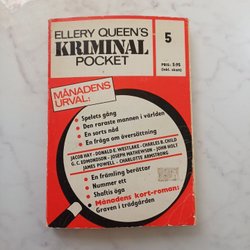 ELLERY QUEEN'S
KRIMINAL
POCKET
5
PRIS: 5:95
(inkl. oms)
MÅNADENS
URVAL:
• Spelets gång
• Den raraste mannen i världen
• En sorts nåd
• En fråga om översättning
JACOB HAY · DONALD E. WESTLAKE · CHARLES B. CHILD
G. C. EDMONDSON · JOSEPH MATHEWSON · JOHN HOLT
JAMES POWELL · CHARLOTTE ARMSTRONG
• En främling berättar
• Nummer ett
• Shaftis öga
• Månadens kort-roman:
Graven i trädgården